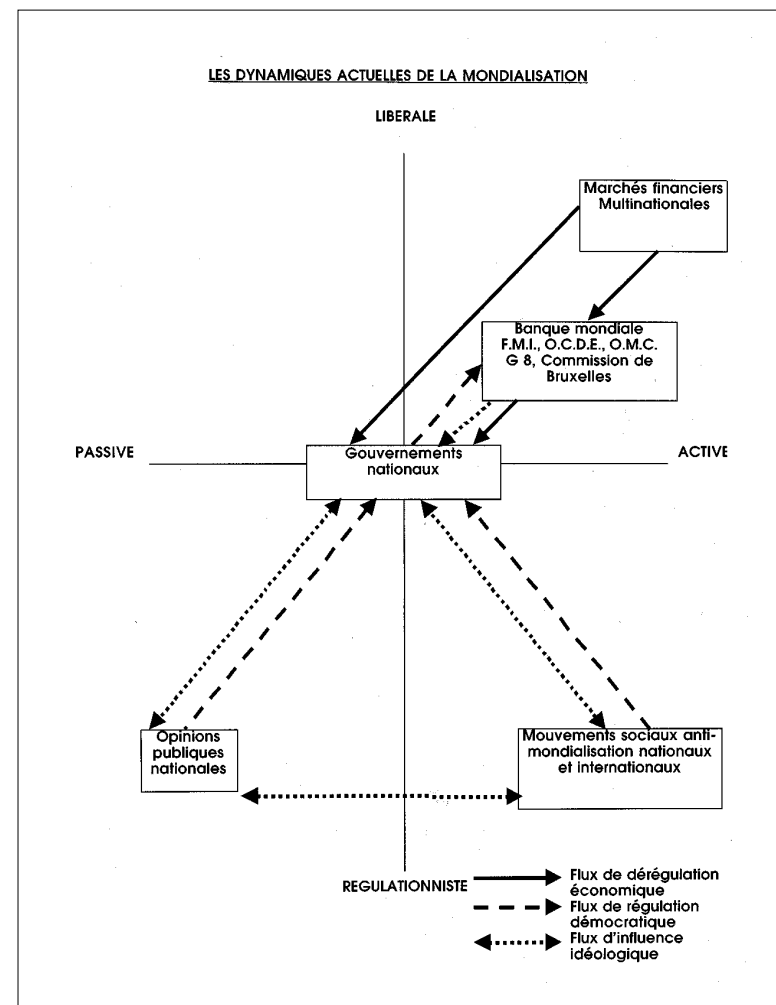 LES DYNAMIQUES ACTUELLES DE LA MONDIALISATION
LIBERALE
Marchés financiers
Multinationales
Banque mondiale
F.M.I., O.C.D.E., O.M.C.
G 8, Commission de
Bruxelles
PASSIVE
Gouvernements
nationaux
ACTIVE
Opinions
publiques
nationales
Mouvements sociaux anti-
mondialisation nationaux
et internationaux
REGULATIONNISTE
Flux de dérégulation
économique
Flux de régulation
démocratique
Flux d'influence
idéologique